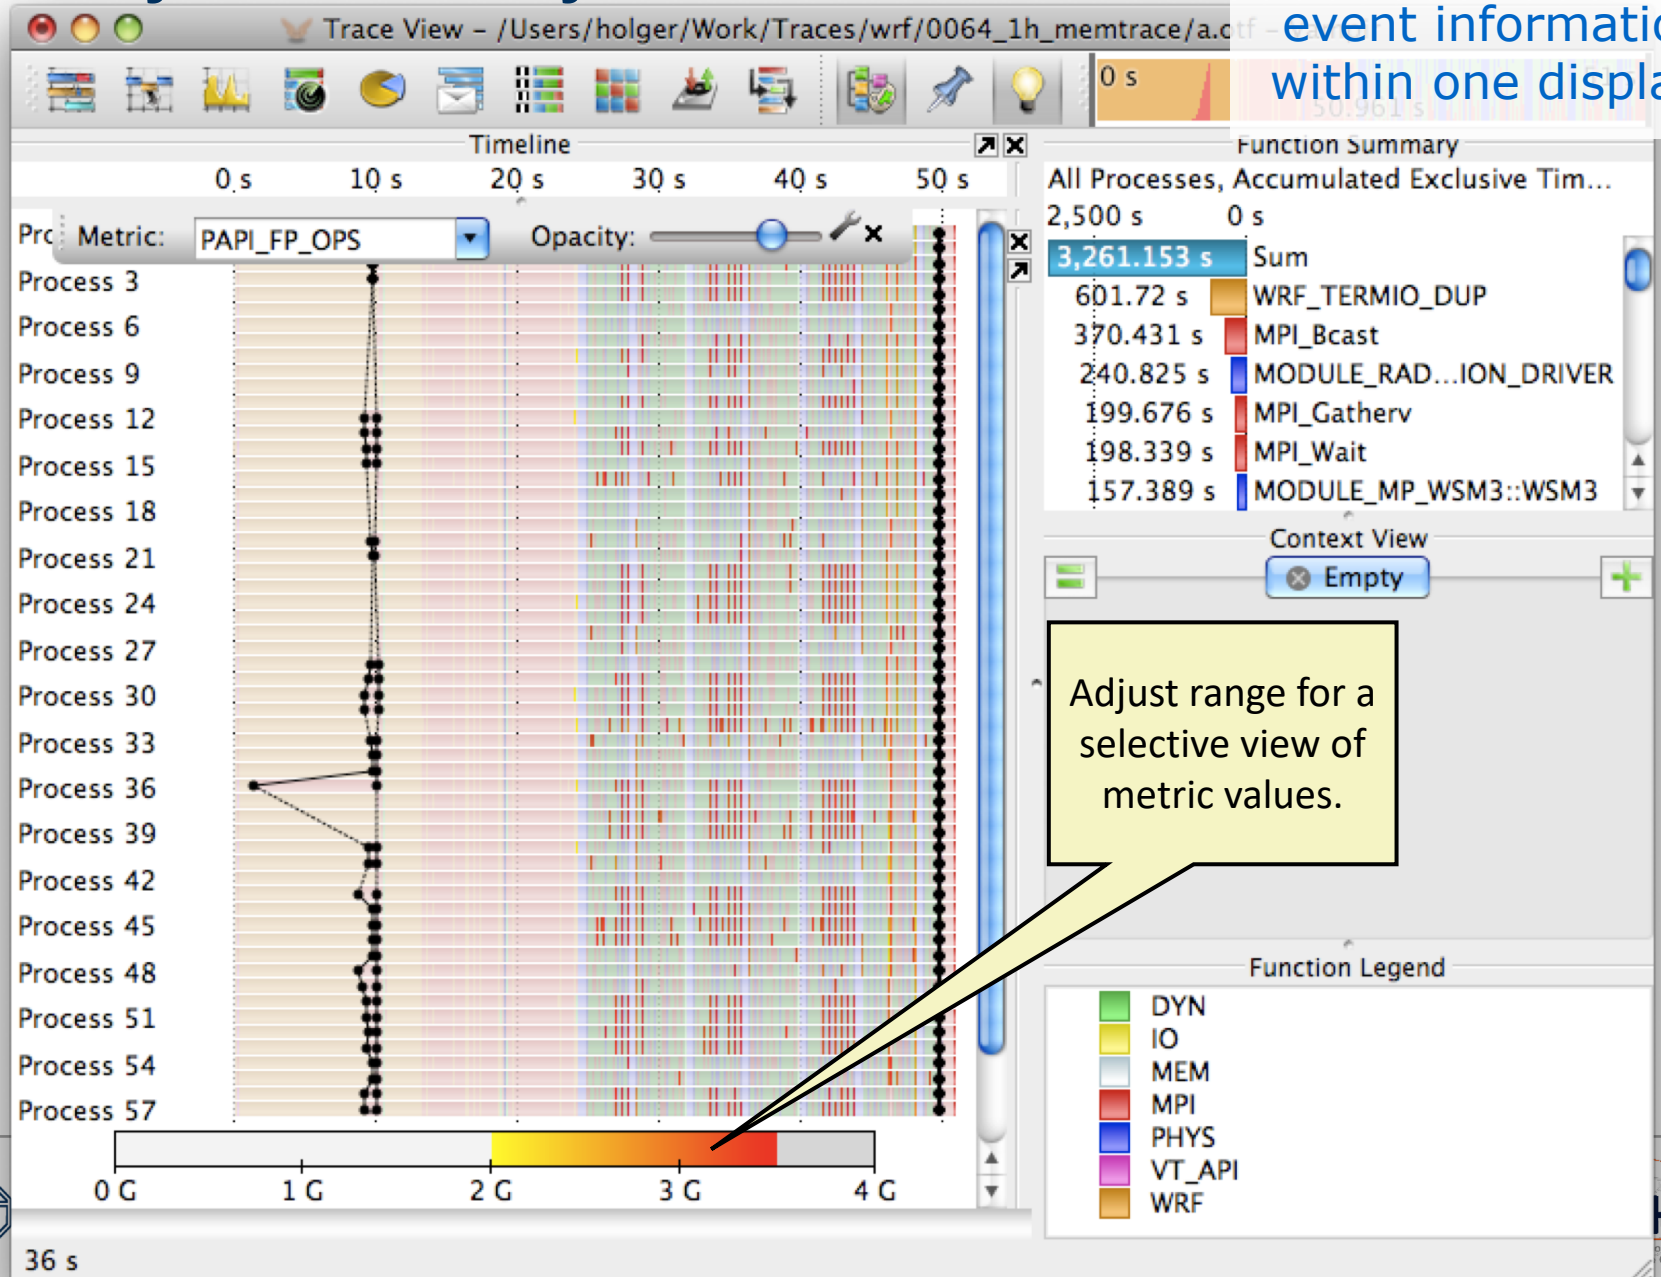 event informatio
Trace View – /Users/holger/Work/Traces/wrf/0064_1h_memtrace/a.otf –
within one displa
0 s
50.961 s
Timeline
Function Summary
0 s 10 s 20 s 30 s 40 s 50 s
All Processes, Accumulated Exclusive Tim...
2,500 s 0 s
Metric: PAPI_FP_OPS Opacity:
3,261.153 s Sum
601.72 s WRF_TERMIO_DUP
370.431 s MPI_Bcast
240.825 s MODULE_RAD...ION_DRIVER
199.676 s MPI_Gatherv
198.339 s MPI_Wait
157.389 s MODULE_MP_WSM3::WSM3
Process 3
Process 6
Process 9
Process 12
Process 15
Process 18
Process 21
Process 24
Process 27
Process 30
Process 33
Process 36
Process 39
Process 42
Process 45
Process 48
Process 51
Process 54
Process 57
0 G 1 G 2 G 3 G 4 G
36 s
Context View
Empty
Adjust range for a
selective view of
metric values.
Function Legend
DYN
IO
MEM
MPI
PHYS
VT_API
WRF